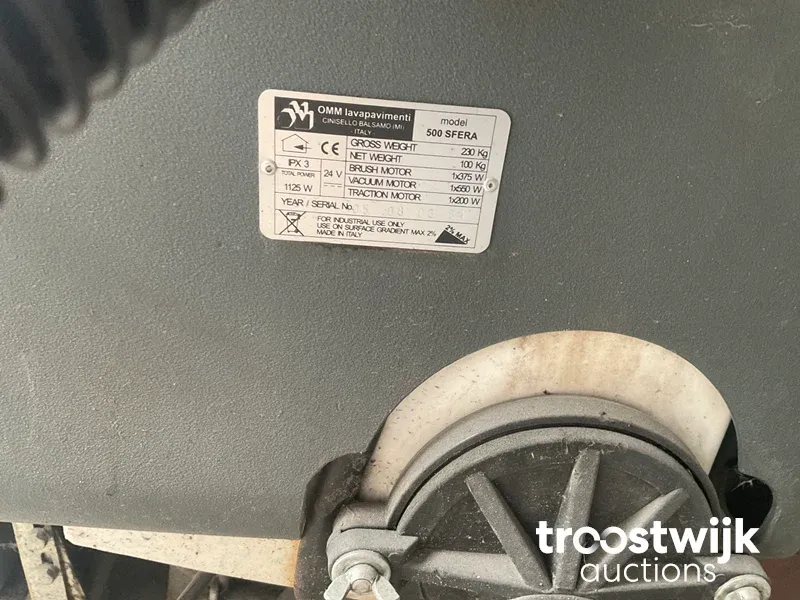 OMM lavapavimenti
CINISELLO BALSAMO (MI)
- ITALY
model
500 SFERA
GROSS WEIGHT 230 Kg
NET WEIGHT 100 Kg
BRUSH MOTOR 1x375 W
VACUUM MOTOR 1x550 W
TRACTION MOTOR 1x200 W
CE
IPX 3
TOTAL POWER
1125 W
24 V
YEAR / SERIAL No.
FOR INDUSTRIAL USE ONLY
USE ON SURFACE GRADIENT MAX 2%
MADE IN ITALY
2% MAX
troostwijk
auctions